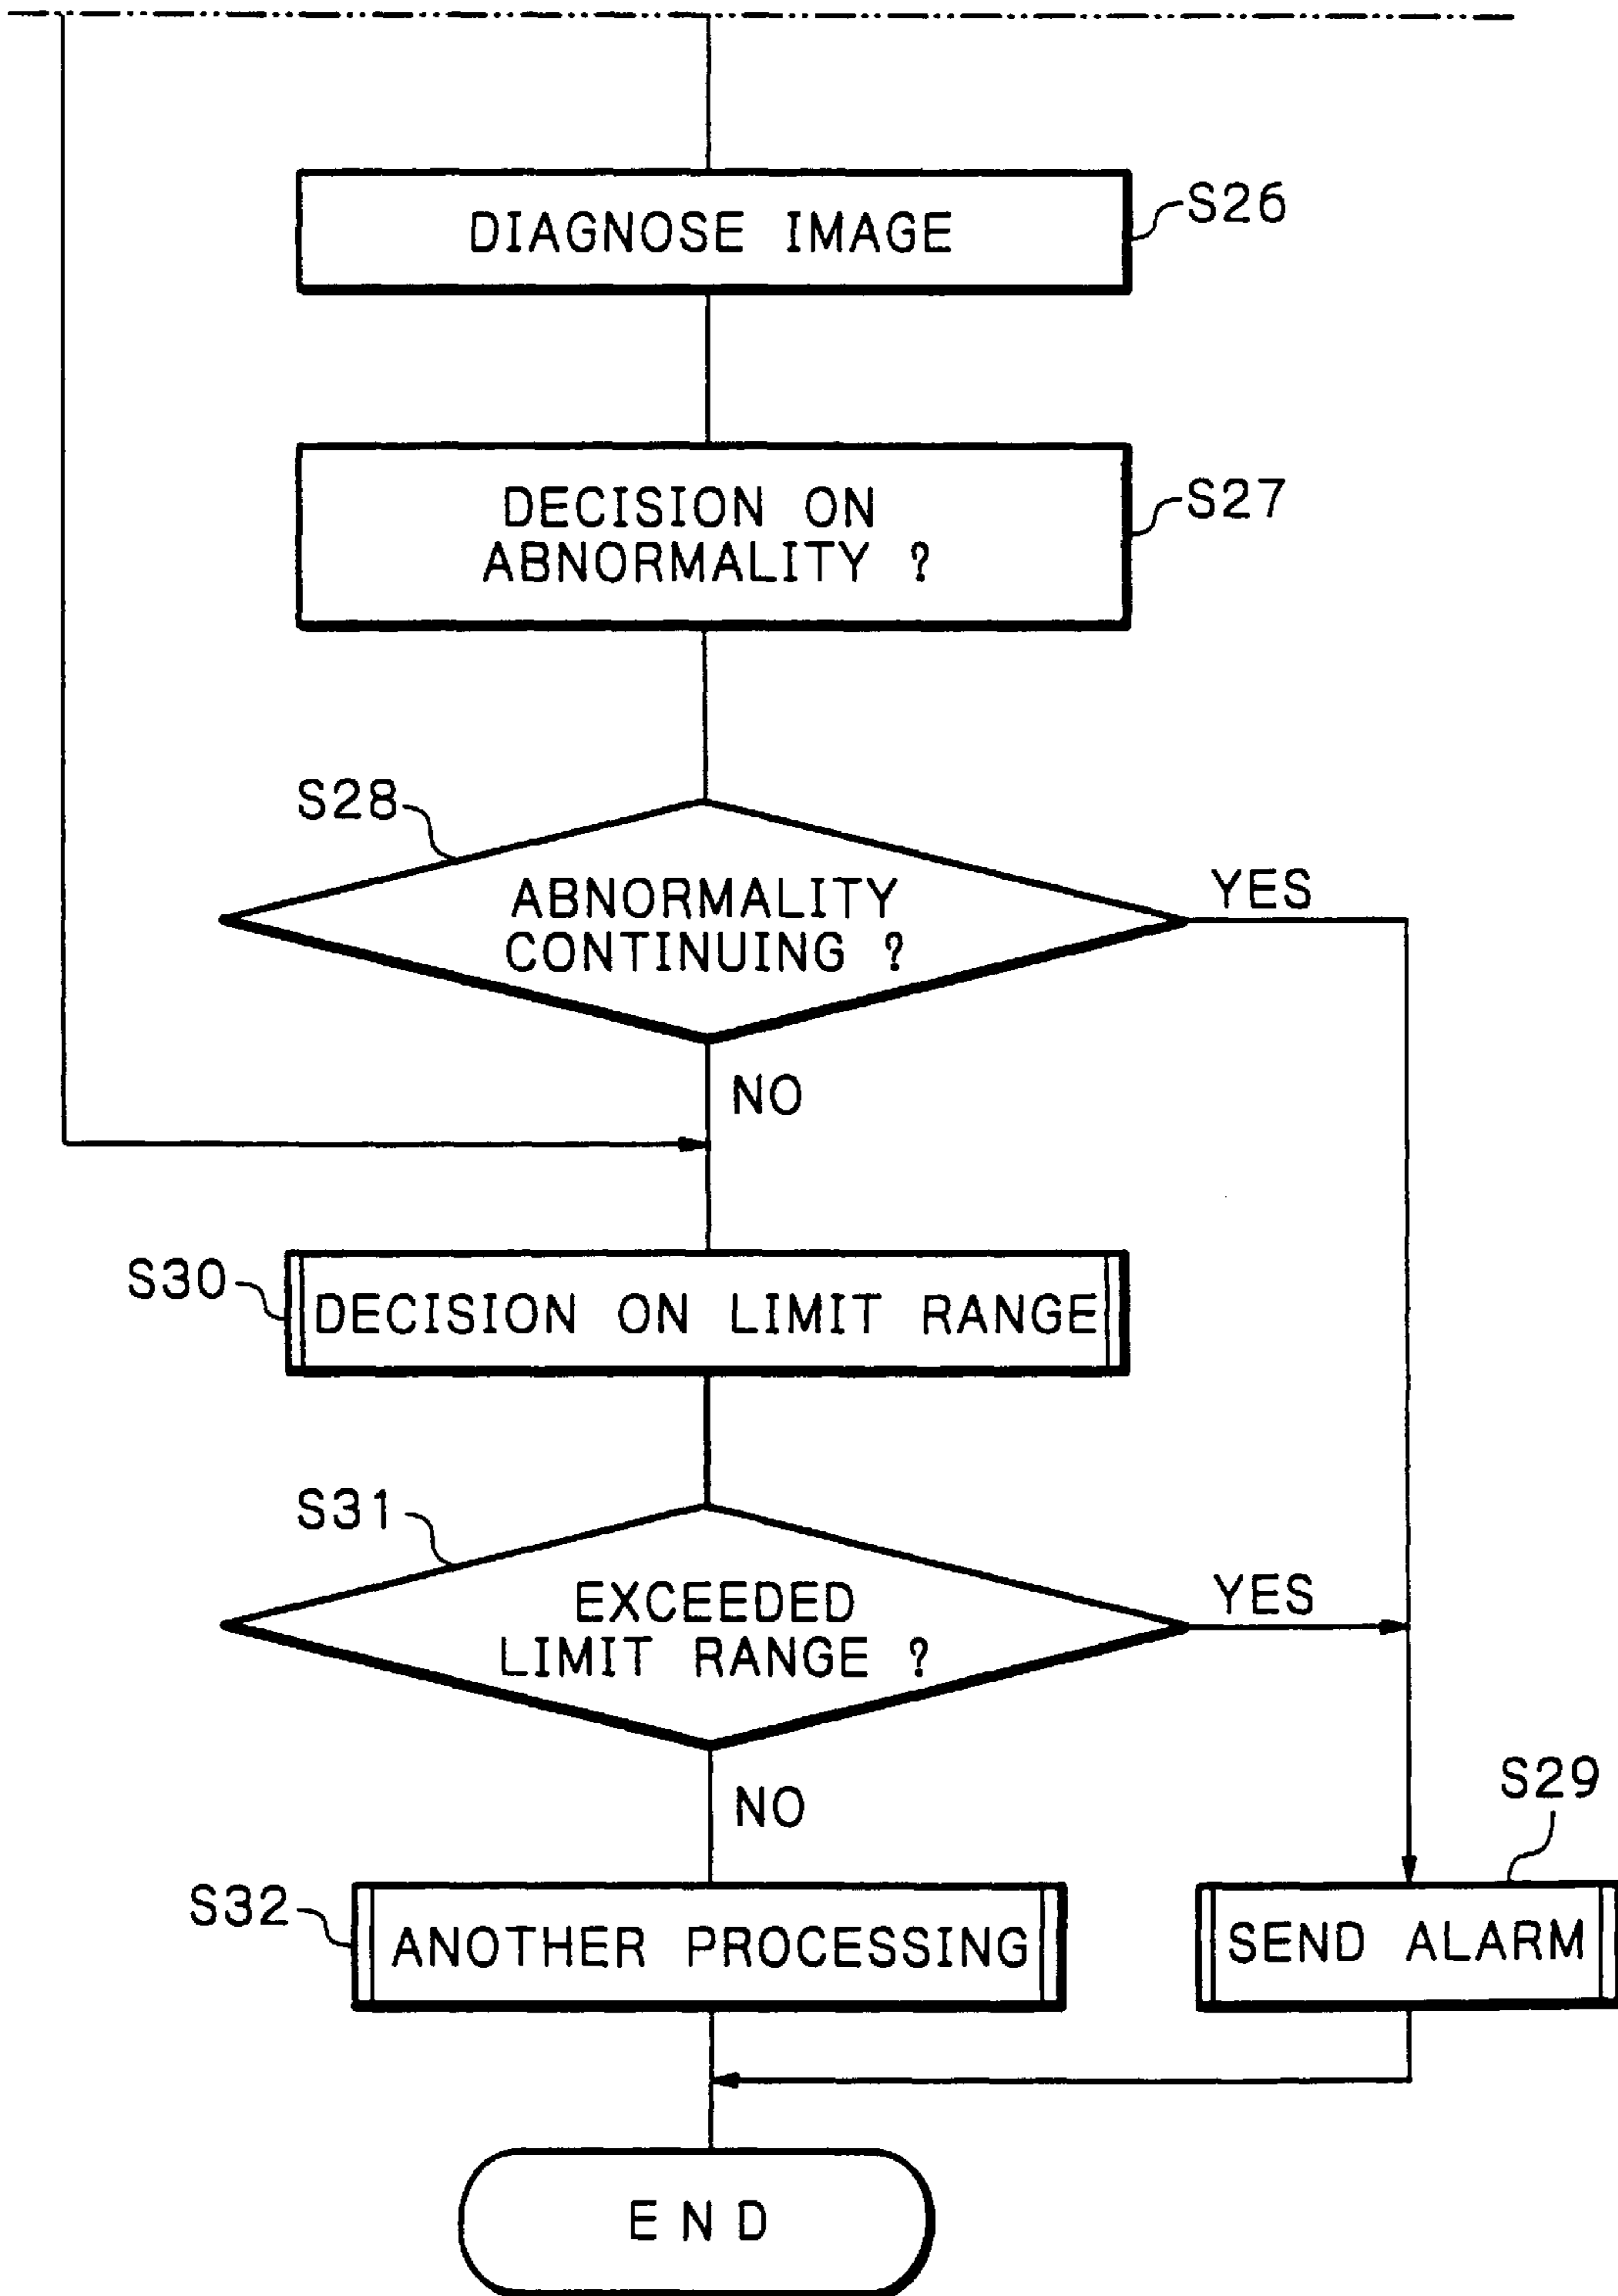 DIAGNOSE IMAGE
S26
DECISION ON
ABNORMALITY ?
S27
S28
ABNORMALITY
CONTINUING ?
YES
NO
S30
DECISION ON LIMIT RANGE
S31
EXCEEDED
LIMIT RANGE ?
YES
NO
S29
S32
ANOTHER PROCESSING
SEND ALARM
END